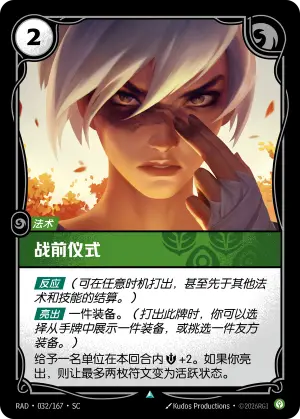 2
法术
战前仪式
反应（可在任意时机打出，甚至先于其他法
术和技能的结算。）
亮出 一件装备。（打出此牌时，你可以选
择从手牌中展示一件装备，或挑选一件友方
装备。）
给予一名单位在本回合内 +2。如果你亮
出，则让最多两枚符文变为活跃状态。
RAD • 032/167 • SC
Kudos Productions
©2026RGI